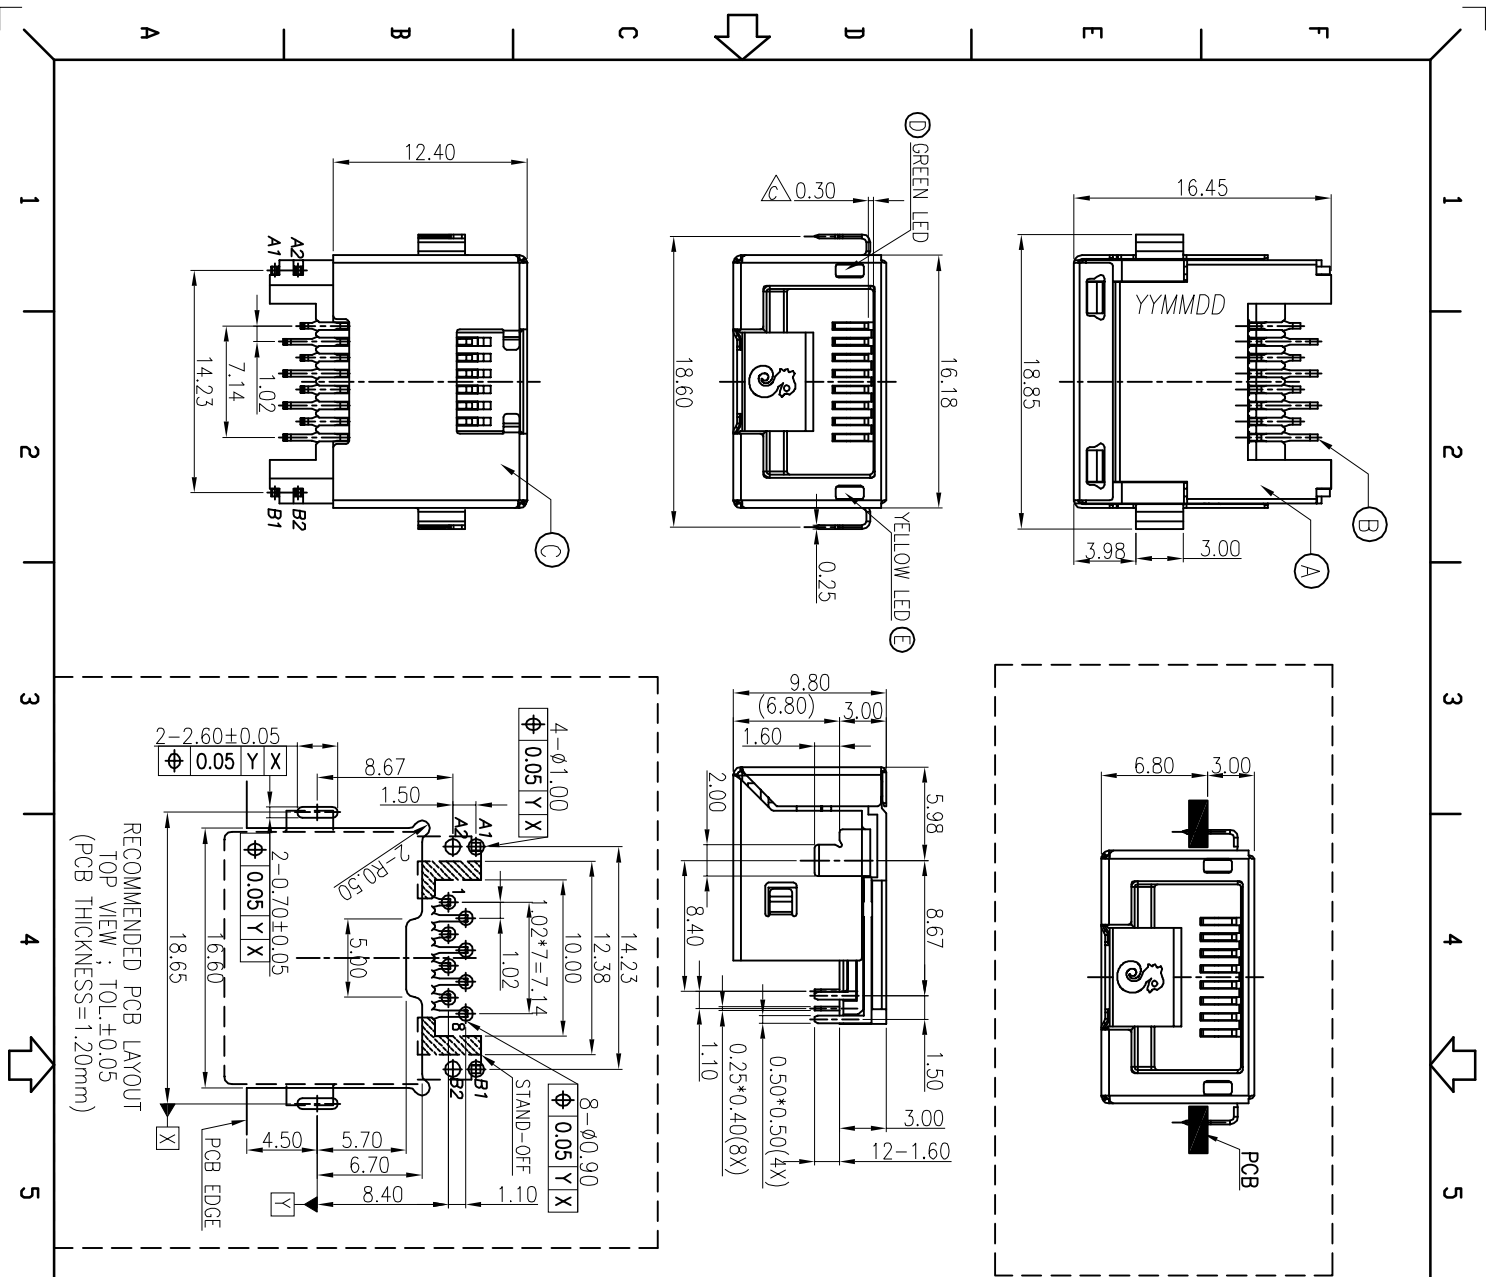 A
B
C
D
E
F
1
2
3
4
5
1
2
3
4
5
12.40
A1
A2
B1
B2
1.02
7.14
14.23
C
D GREEN LED
C 0.30
16.18
18.60
0.25
YELLOW LED E
16.45
YYMMDD
18.85
3.98
3.00
B
A
9.80
(6.80)
3.00
1.60
2.00
5.98
8.67
8.40
1.10
1.50
0.25*0.40(8X)
0.50*0.50(4X)
3.00
12-1.60
6.80
3.00
PCB
2-2.60±0.05
⌖ 0.05 Y X
8.67
1.50
4-Ø1.00
⌖ 0.05 Y X
A1
A2
2-R0.50
1
8
B1
B2
14.23
12.38
10.00
1.02*7=7.14
1.02
5.00
2-0.70±0.05
⌖ 0.05 Y X
16.60
18.65
STAND-OFF
8-Ø0.90
⌖ 0.05 Y X
4.50
5.70
6.70
8.40
1.10
X
Y
PCB EDGE
RECOMMENDED PCB LAYOUT
TOP VIEW ; TOL.±0.05
(PCB THICKNESS=1.20mm)